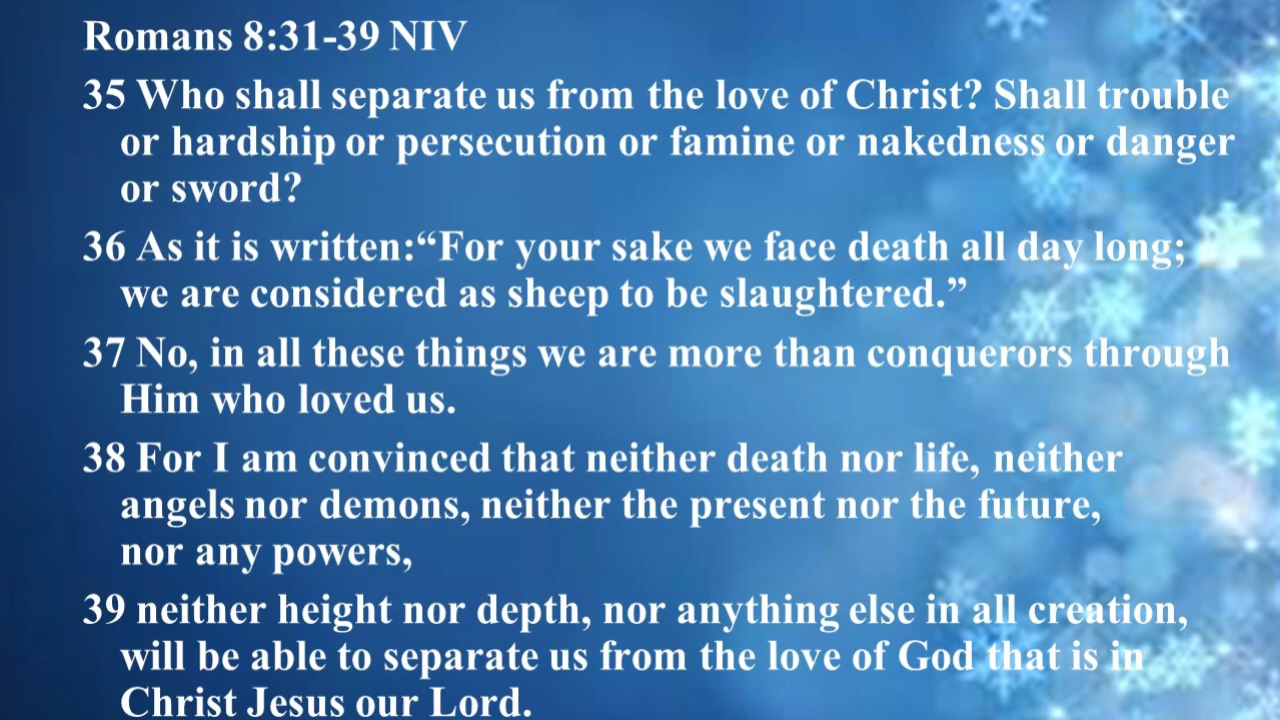 Romans 8:31-39 NIV
35 Who shall separate us from the love of Christ? Shall trouble
or hardship or persecution or famine or nakedness or danger
or sword?
36 As it is written:“For your sake we face death all day long;
we are considered as sheep to be slaughtered.”
37 No, in all these things we are more than conquerors through
Him who loved us.
38 For I am convinced that neither death nor life, neither
angels nor demons, neither the present nor the future,
nor any powers,
39 neither height nor depth, nor anything else in all creation,
will be able to separate us from the love of God that is in
Christ Jesus our Lord.